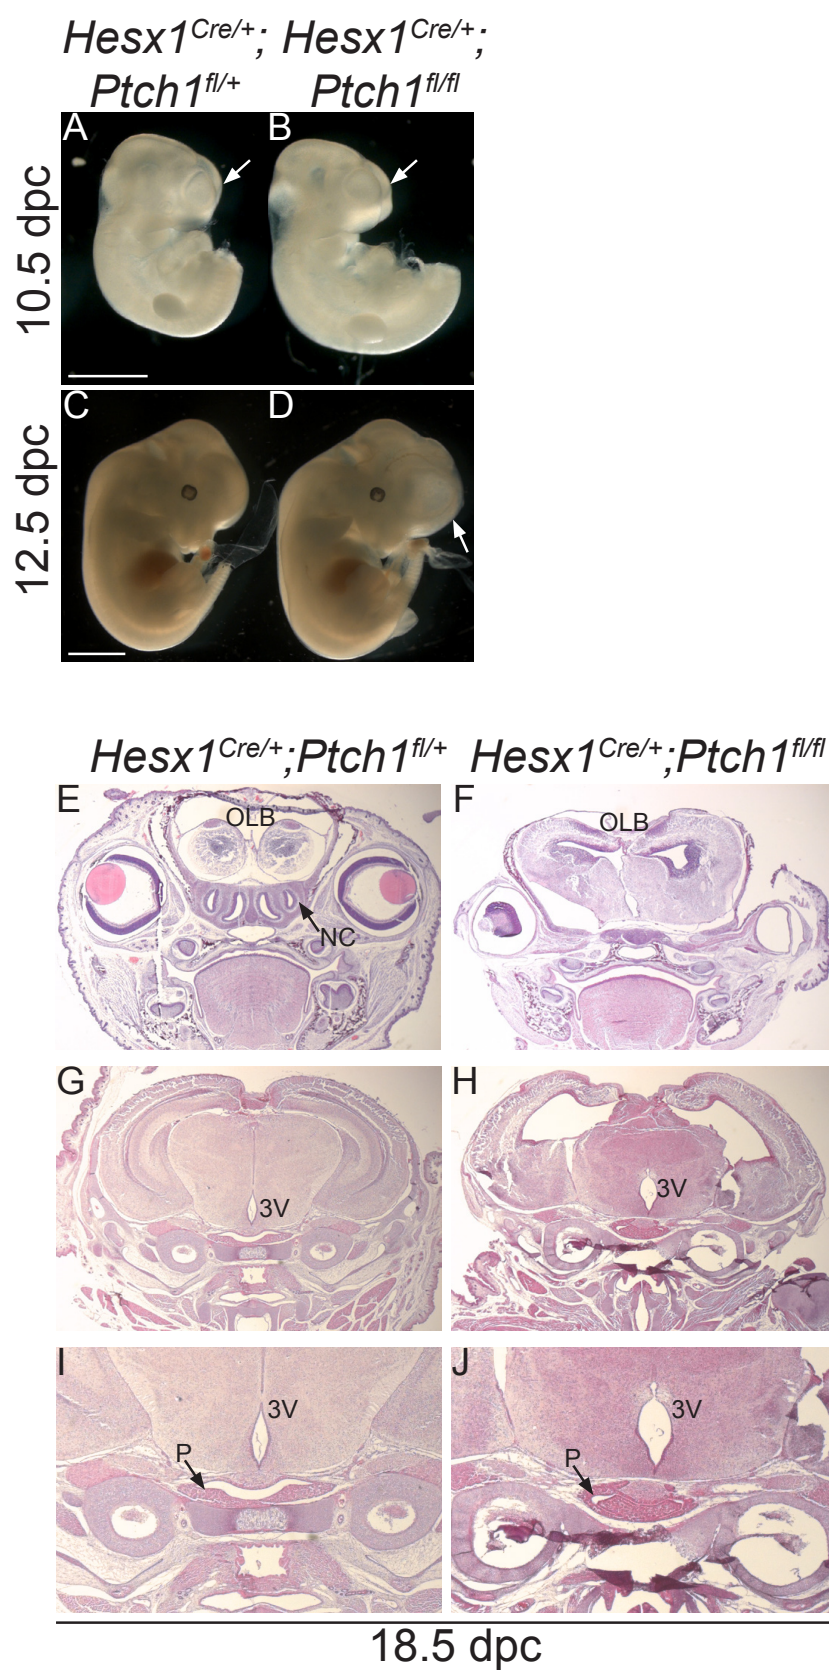 Hesx1Cre/+; Hesx1Cre/+;
Ptch1fl/+ Ptch1fl/fl
A B
10.5 dpc
C D
12.5 dpc
Hesx1Cre/+;Ptch1fl/+ Hesx1Cre/+;Ptch1fl/fl
E F
OLB OLB
NC
G H
3V 3V
I J
3V 3V
P P
18.5 dpc